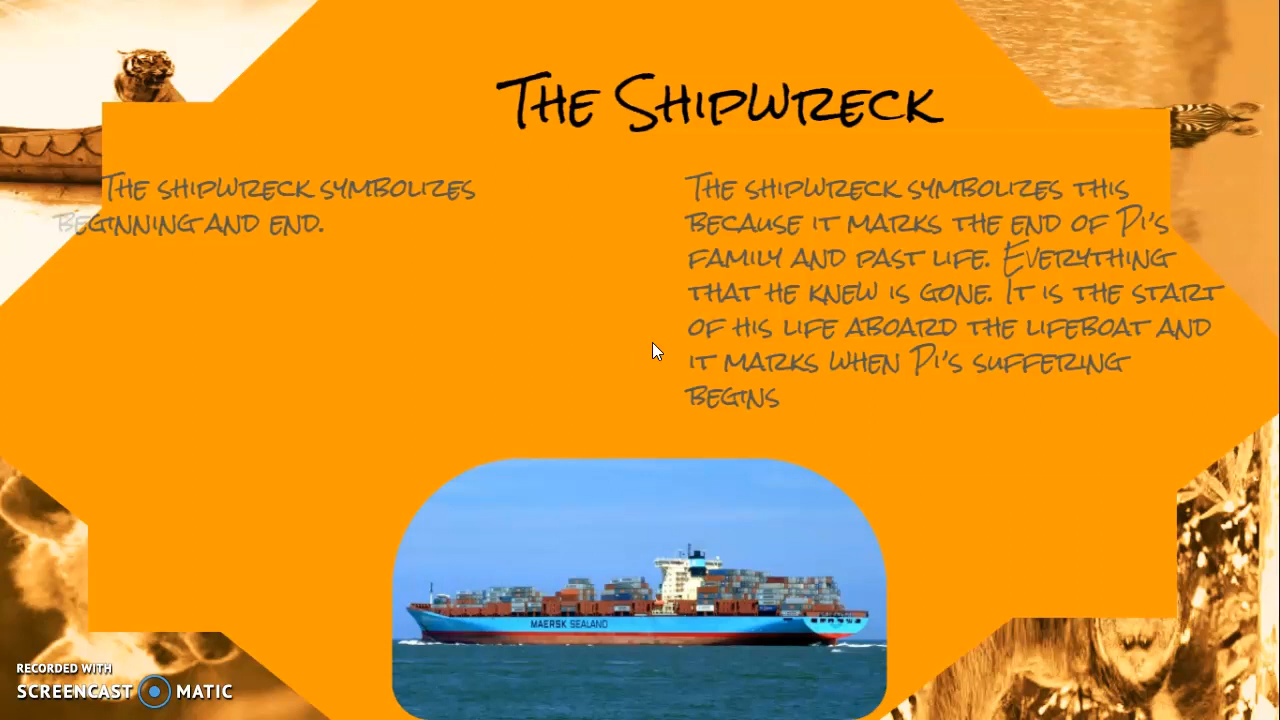 The Shipwreck
The shipwreck symbolizes
beginning and end.
The shipwreck symbolizes this
because it marks the end of Pi's
family and past life. Everything
that he knew is gone. It is the start
of his life aboard the lifeboat and
it marks when Pi's suffering
begins
MAERSK SEALAND
RECORDED WITH
SCREENCAST MATIC